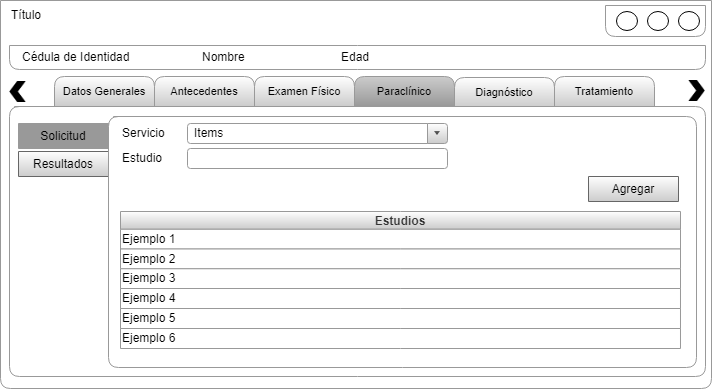 Título
Cédula de Identidad Nombre Edad
Datos Generales Antecedentes Examen Físico Paraclínico Diagnóstico Tratamiento
Solicitud
Resultados
Servicio Items
Estudio
Agregar
Estudios
Ejemplo 1
Ejemplo 2
Ejemplo 3
Ejemplo 4
Ejemplo 5
Ejemplo 6